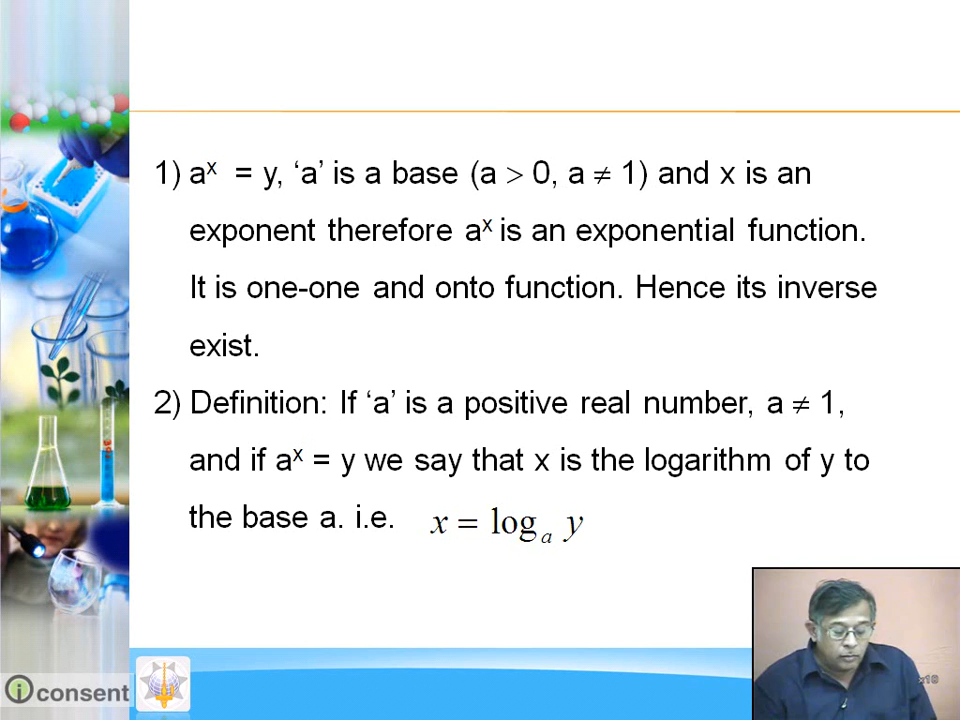 1) aˣ = y, ‘a’ is a base (a > 0, a ≠ 1) and x is an
exponent therefore aˣ is an exponential function.
It is one-one and onto function. Hence its inverse
exist.
2) Definition: If ‘a’ is a positive real number, a ≠ 1,
and if aˣ = y we say that x is the logarithm of y to
the base a. i.e. x = logₐ y
i consent